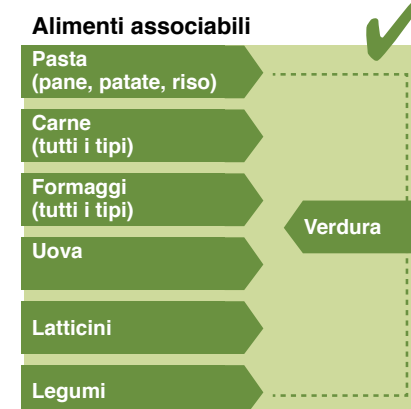 Alimenti associabili
Pasta
(pane, patate, riso)
Carne
(tutti i tipi)
Formaggi
(tutti i tipi)
Verdura
Uova
Latticini
Legumi